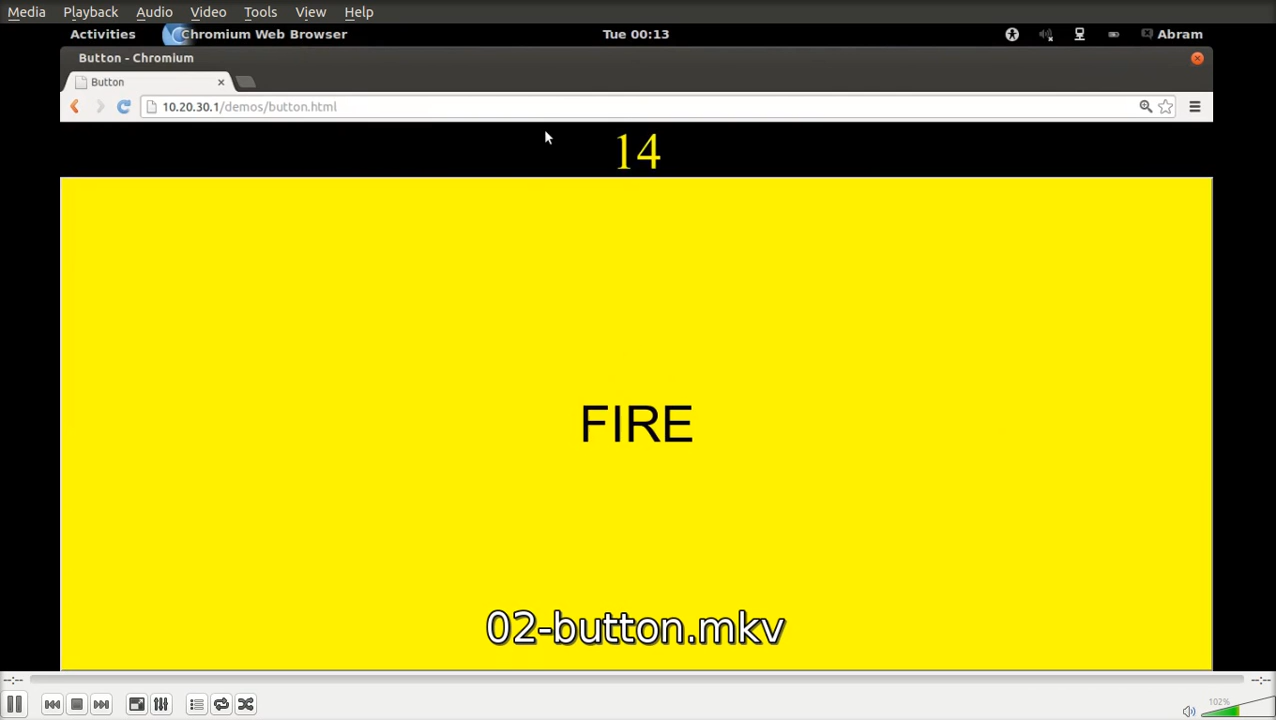 Media Playback Audio Video Tools View Help
Activities Chromium Web Browser Tue 00:13 Abram
Button - Chromium
Button
10.20.30.1/demos/button.html
14
FIRE
02-button.mkv
--:-- --:--
102%